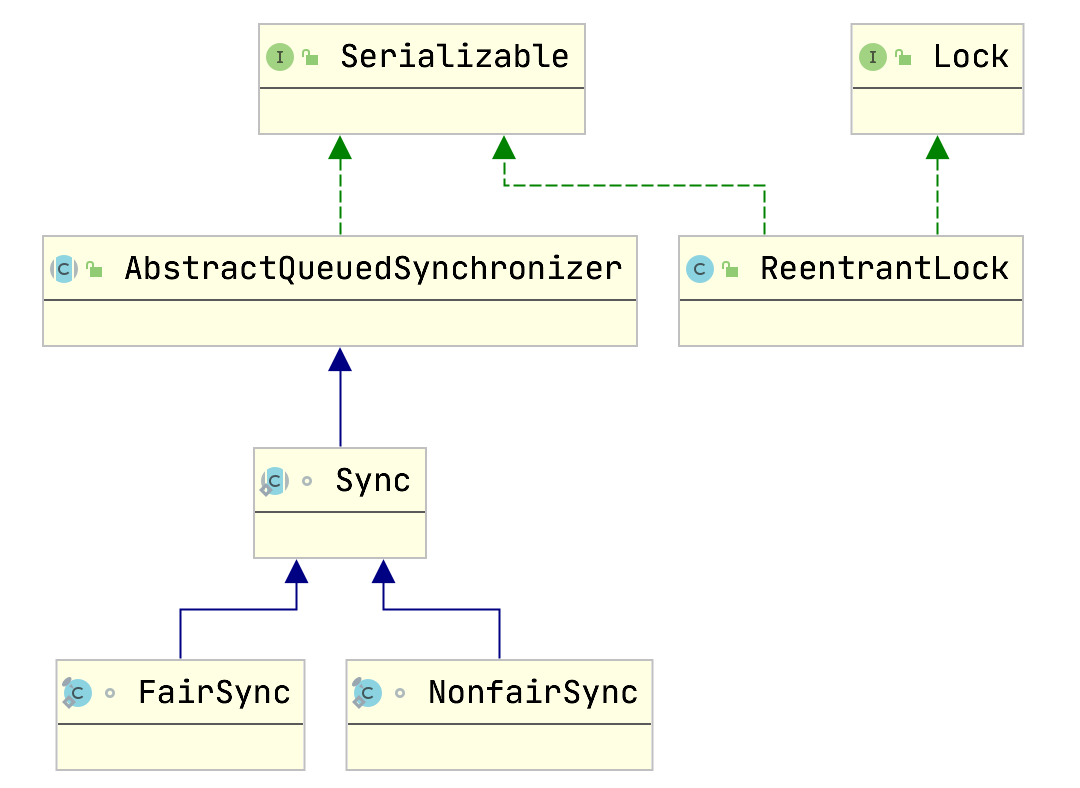 I Serializable
I Lock
C AbstractQueuedSynchronizer
C ReentrantLock
C Sync
C FairSync
C NonfairSync